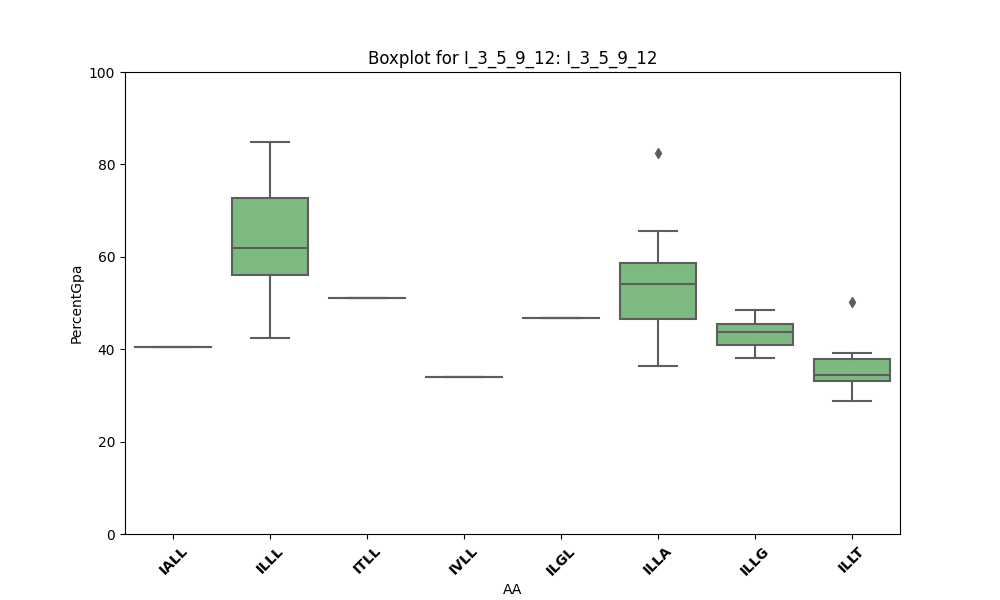 Boxplot for I_3_5_9_12: I_3_5_9_12
100
80
60
40
20
0
PercentGpa
IALL
ILLL
ITLL
IVLL
ILGL
ILLA
ILLG
ILLT
AA